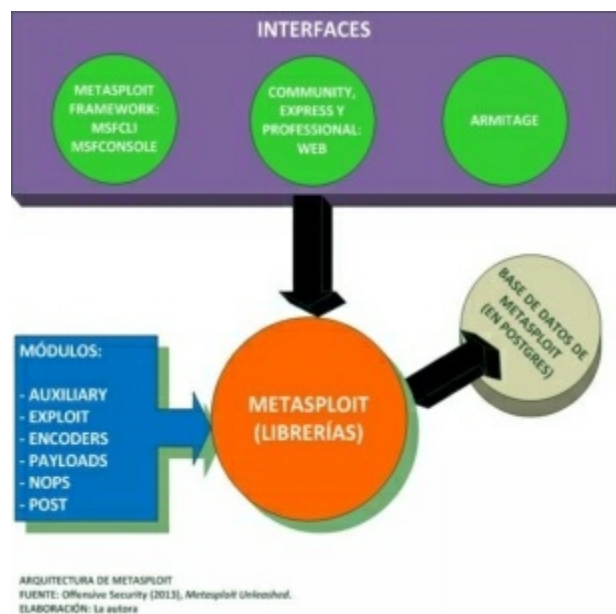 INTERFACES
METASPLOIT
FRAMEWORK:
MSFCLI
MSFCONSOLE
COMMUNITY,
EXPRESS Y
PROFESSIONAL:
WEB
ARMITAGE
BASE DE DATOS DE
METASPLOIT
(EN POSTGRES)
MÓDULOS:
- AUXILIARY
- EXPLOIT
- ENCODERS
- PAYLOADS
- NOPS
- POST
METASPLOIT
(LIBRERÍAS)
ARQUITECTURA DE METASPLOIT
FUENTE: Offensive Security (2013), Metasploit Unleashed.
ELABORACIÓN: La autora